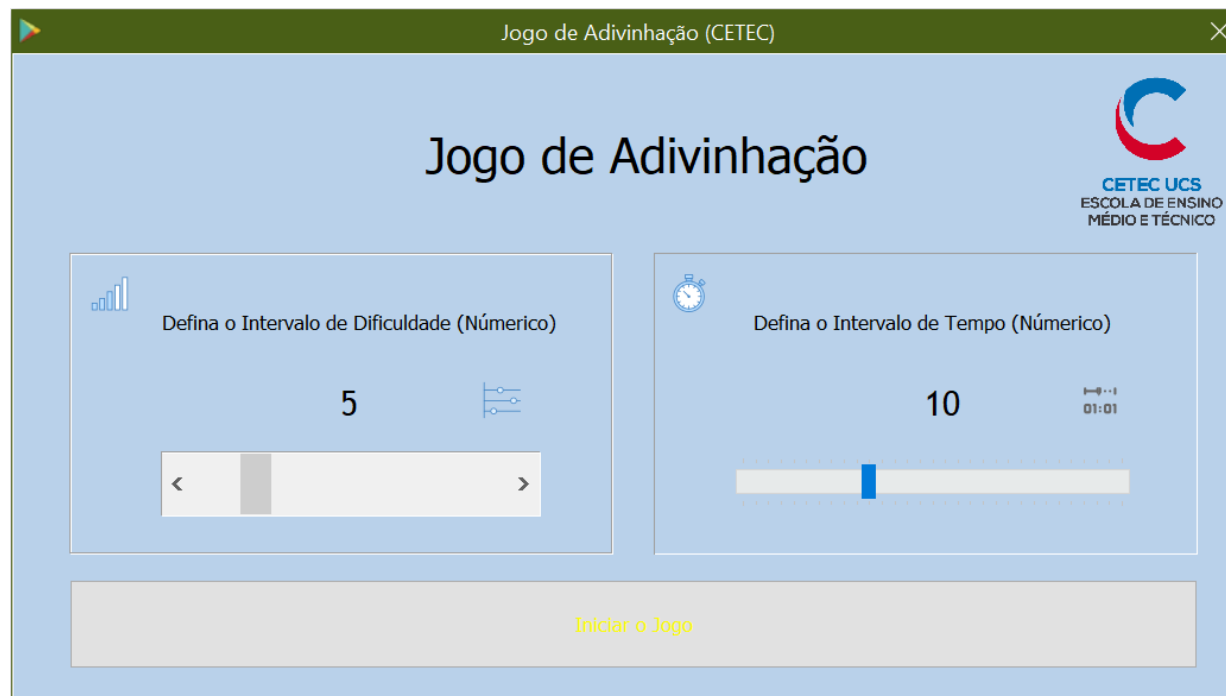 Jogo de Adivinhação (CETEC)
Jogo de Adivinhação
CETEC UCS
ESCOLA DE ENSINO
MÉDIO E TÉCNICO
Defina o Intervalo de Dificuldade (Númerico)
5
Defina o Intervalo de Tempo (Númerico)
10
01:01
Iniciar o Jogo